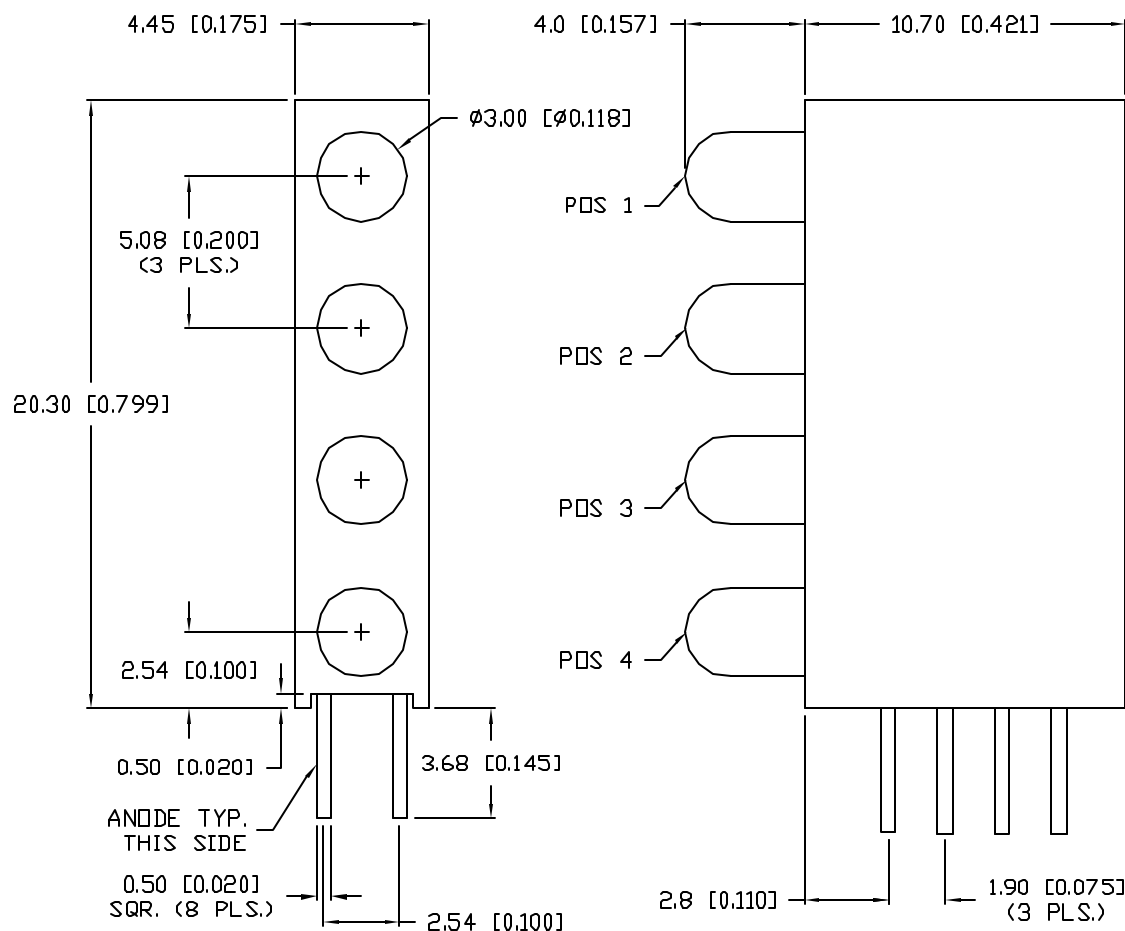 4.45 [0.175]
4.0 [0.157]
10.70 [0.421]
Ø3.00 [Ø0.118]
POS 1
5.08 [0.200]
(3 PLS.)
POS 2
20.30 [0.799]
POS 3
POS 4
2.54 [0.100]
0.50 [0.020]
3.68 [0.145]
ANODE TYP.
THIS SIDE
0.50 [0.020]
SQR. (8 PLS.)
2.54 [0.100]
2.8 [0.110]
1.90 [0.075]
(3 PLS.)